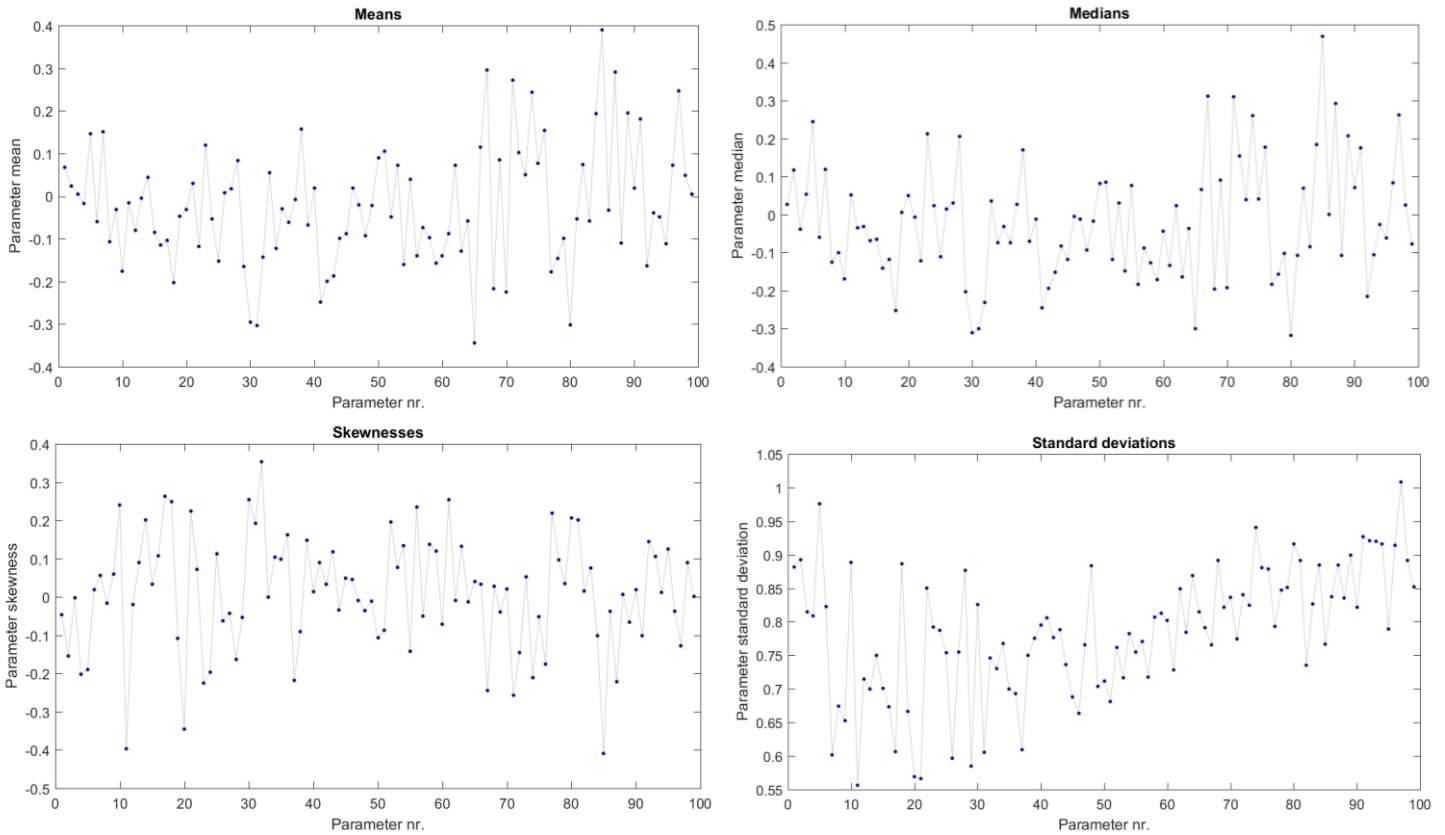 Means
Parameter mean
0.4
0.3
0.2
0.1
0
-0.1
-0.2
-0.3
-0.4
0 10 20 30 40 50 60 70 80 90 100
Parameter nr.
Medians
Parameter median
0.5
0.4
0.3
0.2
0.1
0
-0.1
-0.2
-0.3
-0.4
0 10 20 30 40 50 60 70 80 90 100
Parameter nr.
Skewnesses
Parameter skewness
0.4
0.3
0.2
0.1
0
-0.1
-0.2
-0.3
-0.4
-0.5
0 10 20 30 40 50 60 70 80 90 100
Parameter nr.
Standard deviations
Parameter standard deviation
1.05
1
0.95
0.9
0.85
0.8
0.75
0.7
0.65
0.6
0.55
0 10 20 30 40 50 60 70 80 90 100
Parameter nr.